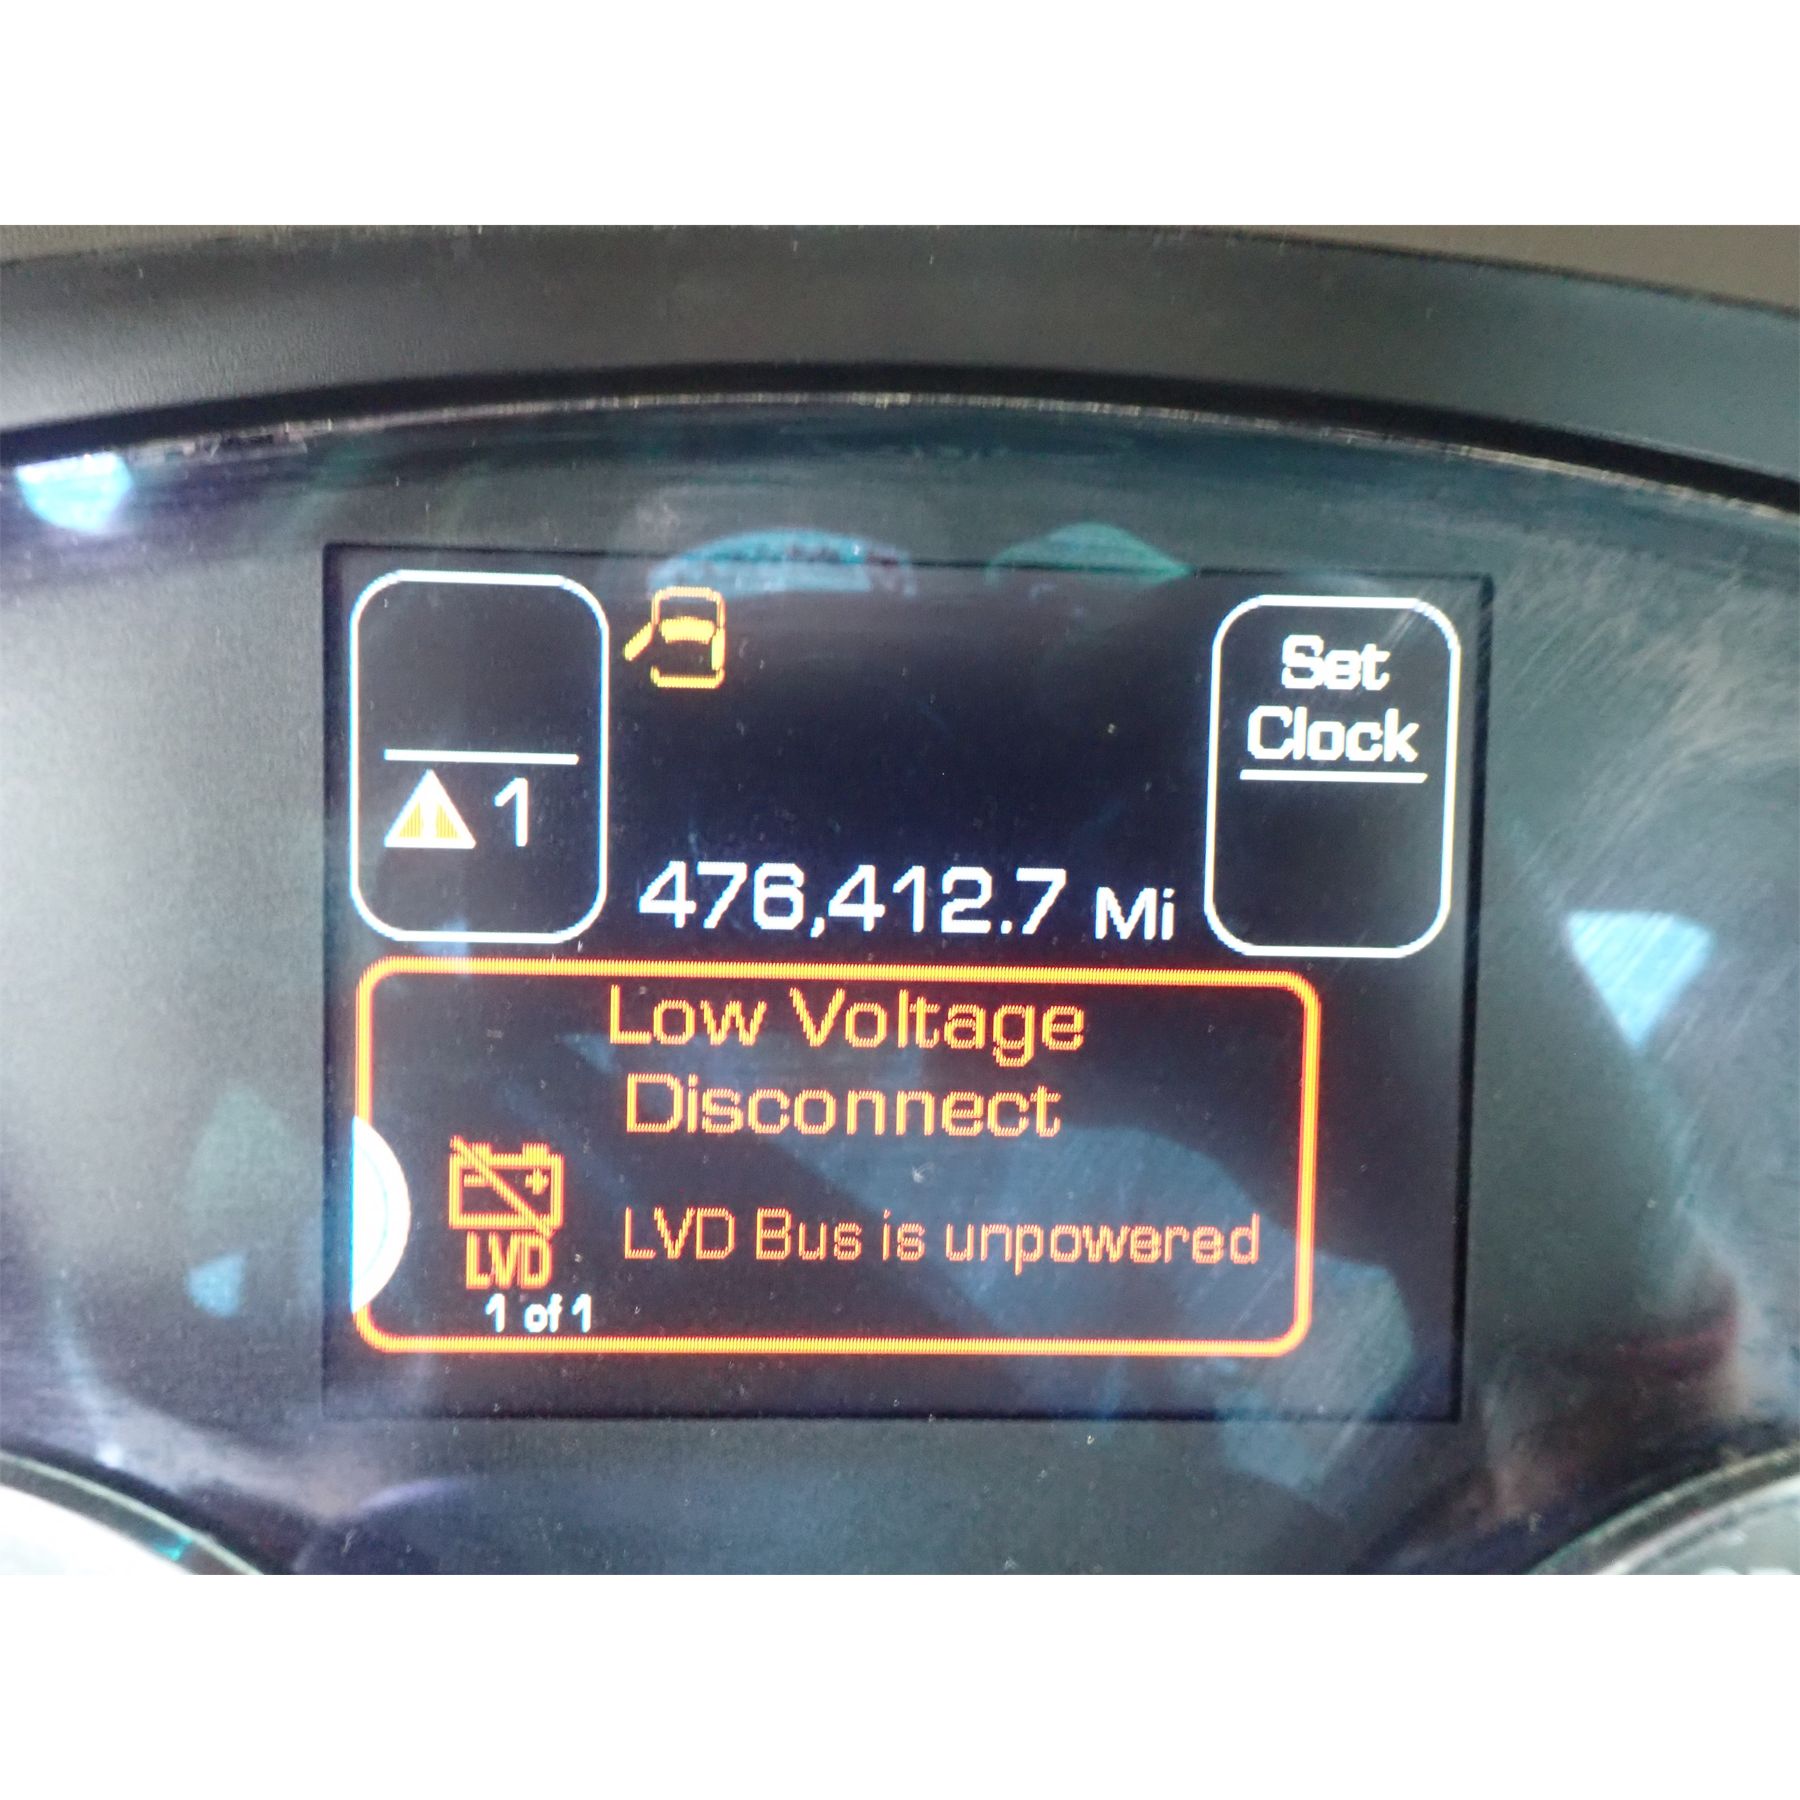 Set
Clock
1
476,412.7 Mi
Low Voltage
Disconnect
LVD Bus is unpowered
LVD
1 of 1